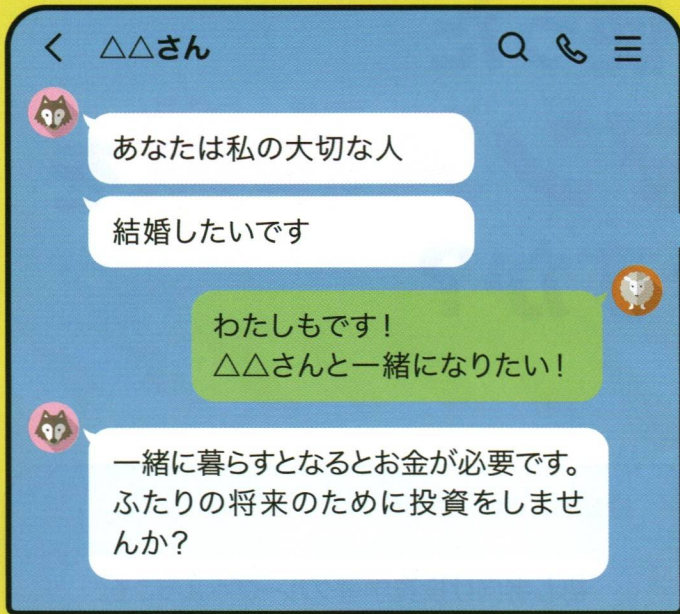 △△さん
あなたは私の大切な人
結婚したいです
わたしもです！
△△さんと一緒になりたい！
一緒に暮らすとなるとお金が必要です。
ふたりの将来のために投資をしませ
んか？